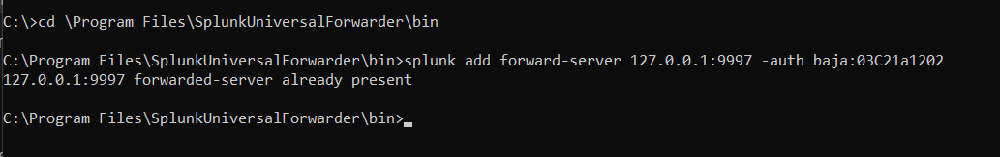 C:\>cd \Program Files\SplunkUniversalForwarder\bin
C:\Program Files\SplunkUniversalForwarder\bin>splunk add forward-server 127.0.0.1:9997 -auth baja:03C21a1202
127.0.0.1:9997 forwarded-server already present
C:\Program Files\SplunkUniversalForwarder\bin>